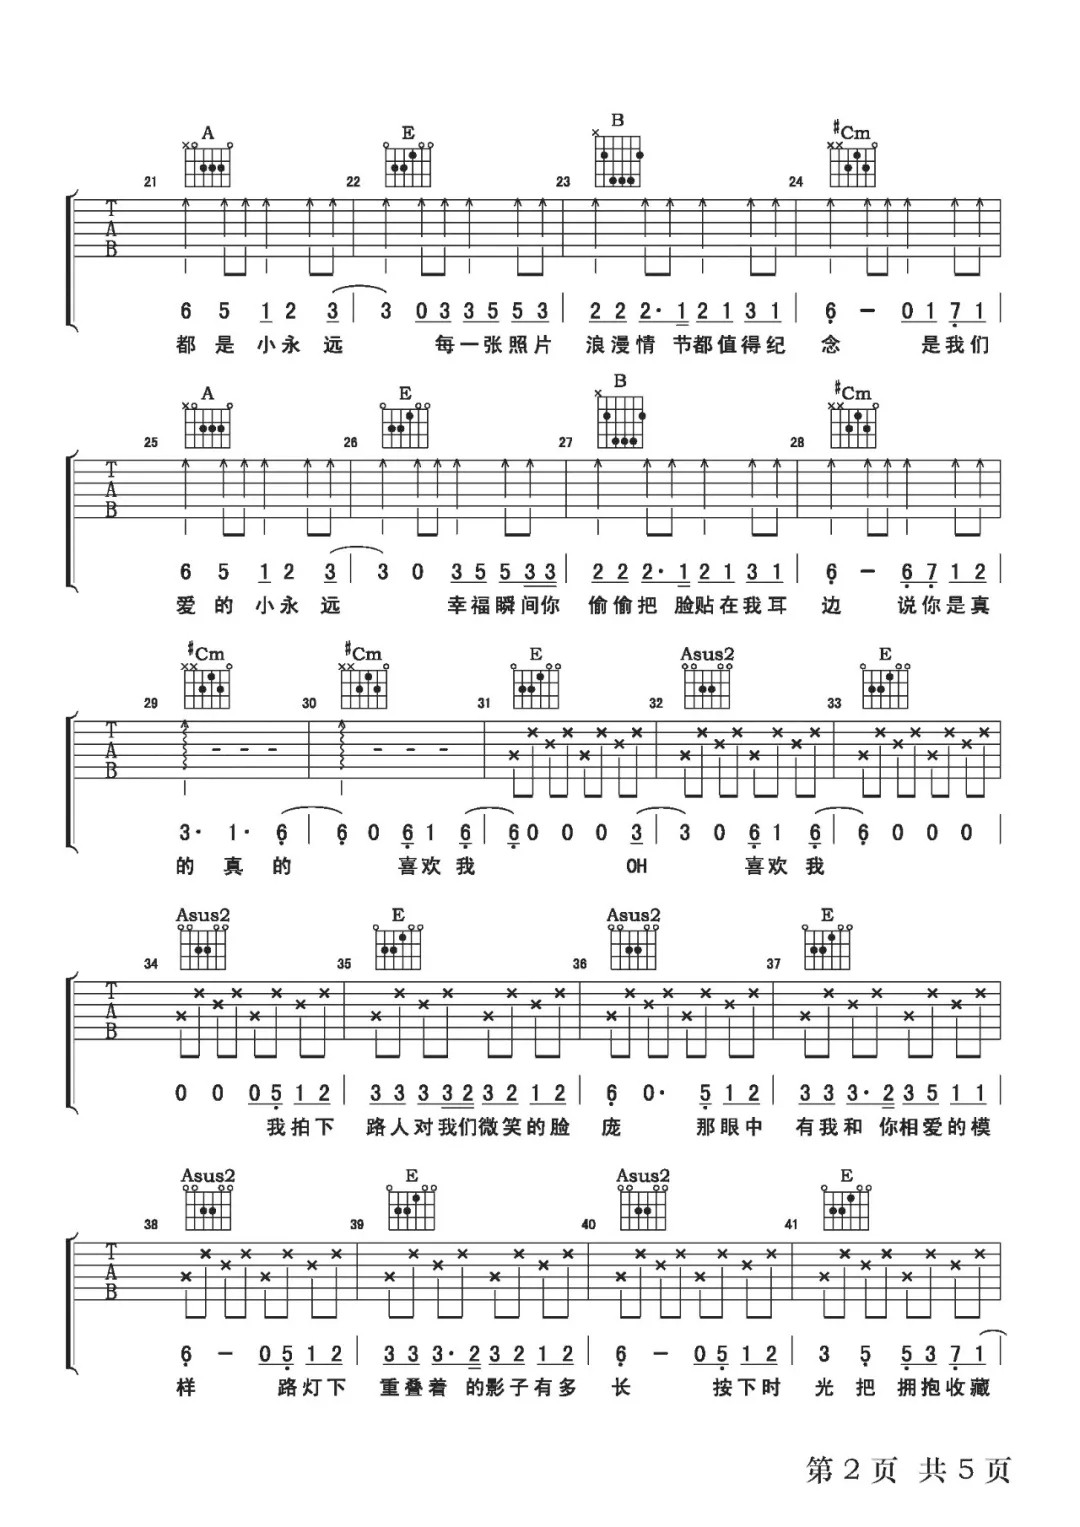 A E B #Cm
21 22 23 24
T
A
B
6 5 1 2 3 | 3 0 3 3 5 5 3 | 2 2 2· 1 2 1 3 1 | 6 – 0 1 7 1
都 是 小 永 远 每 一 张 照 片 浪 漫 情 节 都 值 得 纪 念 是 我 们
A E B #Cm
25 26 27 28
T
A
B
6 5 1 2 3 | 3 0 3 5 5 3 3 | 2 2 2· 1 2 1 3 1 | 6 – 6 7 1 2
爱 的 小 永 远 幸 福 瞬 间 你 偷 偷 把 脸 贴 在 我 耳 边 说 你 是 真
#Cm #Cm E Asus2 E
29 30 31 32 33
T
A
B
3· 1· 6 | 6 0 6 1 6 | 6 0 0 0 3 | 3 0 6 1 6 | 6 0 0 0
的 真 的 喜 欢 我 OH 喜 欢 我
Asus2 E Asus2 E
34 35 36 37
T
A
B
0 0 0 5 1 2 | 3 3 3 3 2 3 2 1 2 | 6 0· 5 1 2 | 3 3 3· 2 3 5 1 1
我 拍 下 路 人 对 我 们 微 笑 的 脸 庞 那 眼 中 有 我 和 你 相 爱 的 模
Asus2 E Asus2 E
38 39 40 41
T
A
B
6 – 0 5 1 2 | 3 3 3· 2 3 2 1 2 | 6 – 0 5 1 2 | 3 5 5 3 7 1
样 路 灯 下 重 叠 着 的 影 子 有 多 长 按 下 时 光 把 拥 抱 收 藏
第 2 页 共 5 页